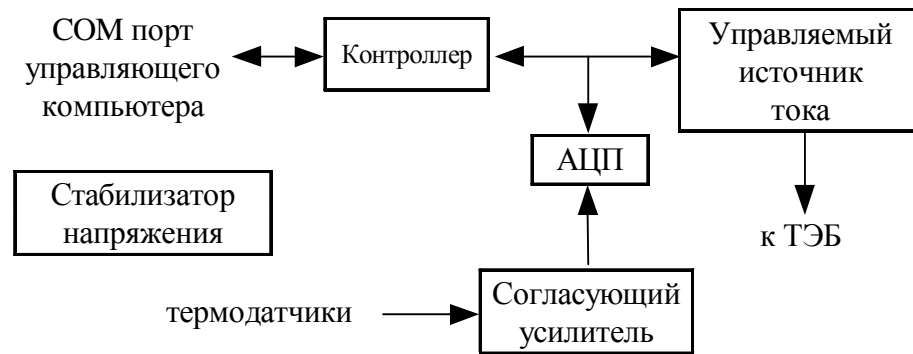 COM порт
управляющего
компьютера
Контроллер
Управляемый
источник
тока
АЦП
Стабилизатор
напряжения
к ТЭБ
термодатчики
Согласующий
усилитель